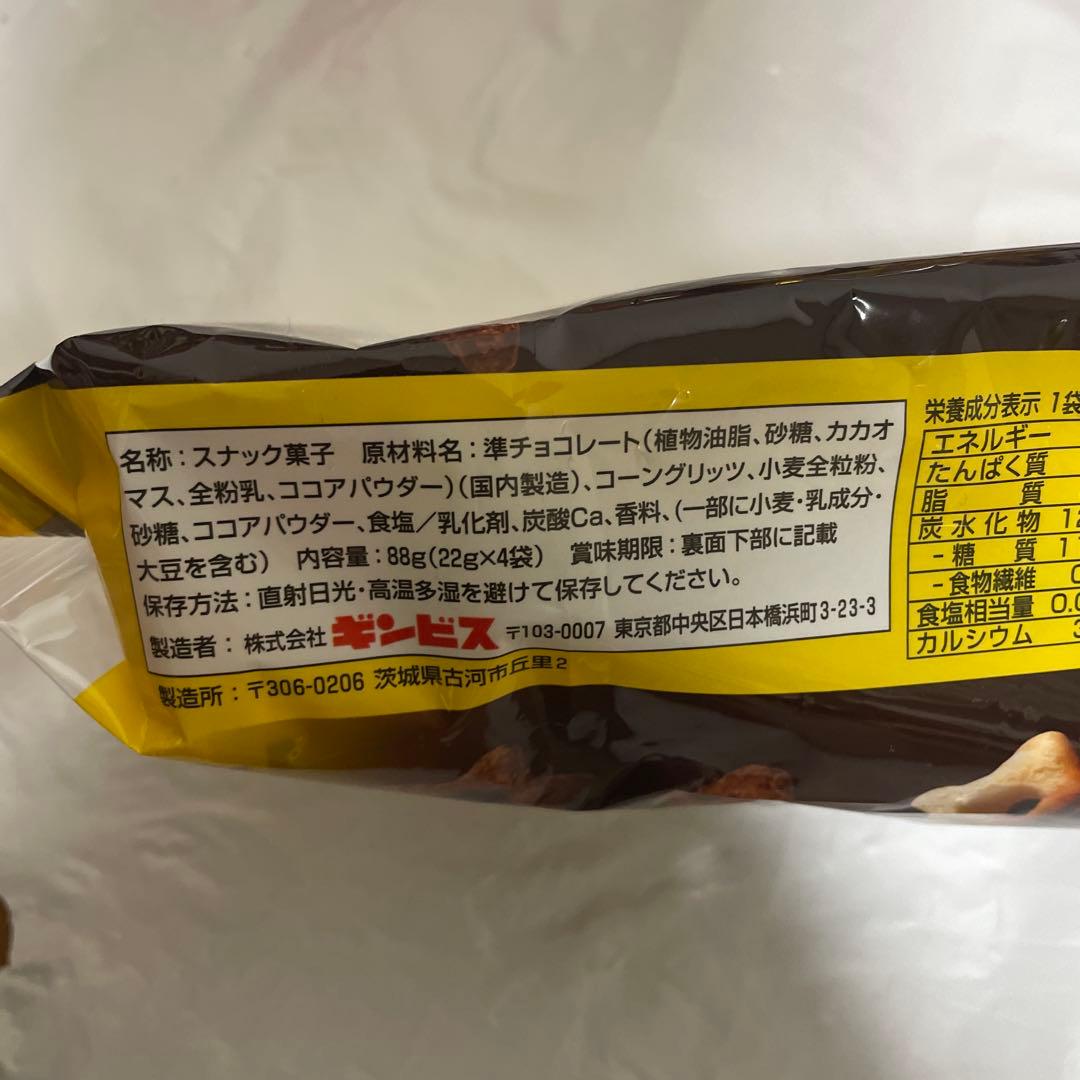 名称：スナック菓子　原材料名：準チョコレート（植物油脂、砂糖、カカオ
マス、全粉乳、ココアパウダー）（国内製造）、コーングリッツ、小麦全粒粉、
砂糖、ココアパウダー、食塩／乳化剤、炭酸Ca、香料、（一部に小麦・乳成分・
大豆を含む）　内容量：88g（22g×4袋）　賞味期限：裏面下部に記載
保存方法：直射日光・高温多湿を避けて保存してください。
製造者：株式会社 ギンビス 〒103-0007 東京都中央区日本橋浜町3-23-3
製造所：〒306-0206 茨城県古河市丘里2
栄養成分表示 1袋
エネルギー
たんぱく質
脂質
炭水化物
-糖質
-食物繊維
食塩相当量 0.0
カルシウム